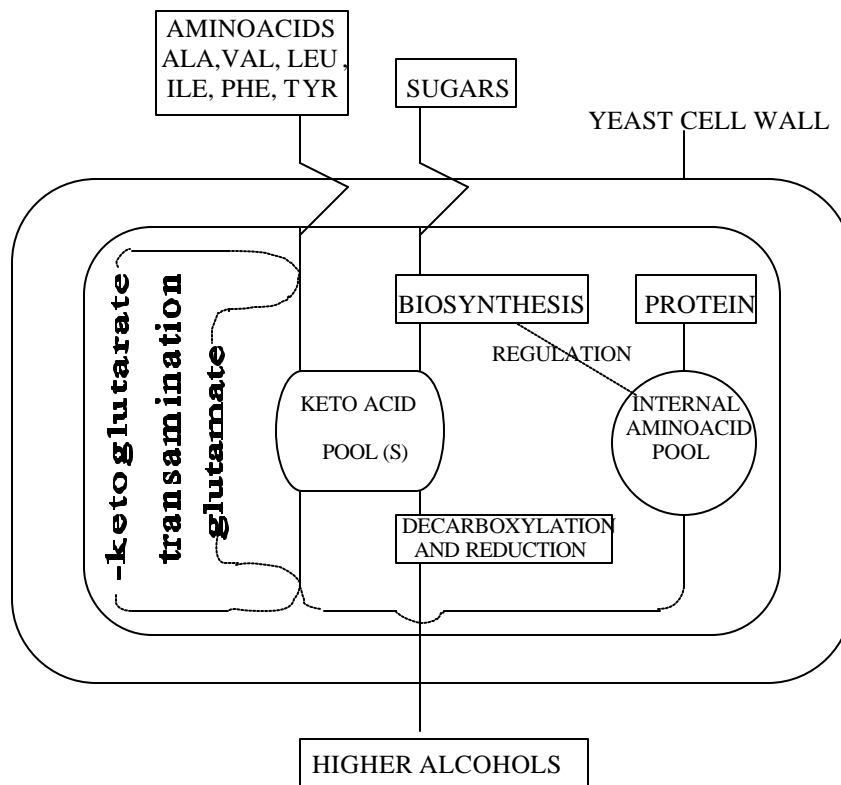 AMINOACIDS
ALA,VAL, LEU ,
ILE, PHE, TYR
SUGARS
YEAST CELL WALL
-ketoglutarate
transamination
glutamate
BIOSYNTHESIS
PROTEIN
REGULATION
KETO ACID
POOL (S)
INTERNAL
AMINOACID
POOL
DECARBOXYLATION
AND REDUCTION
HIGHER ALCOHOLS